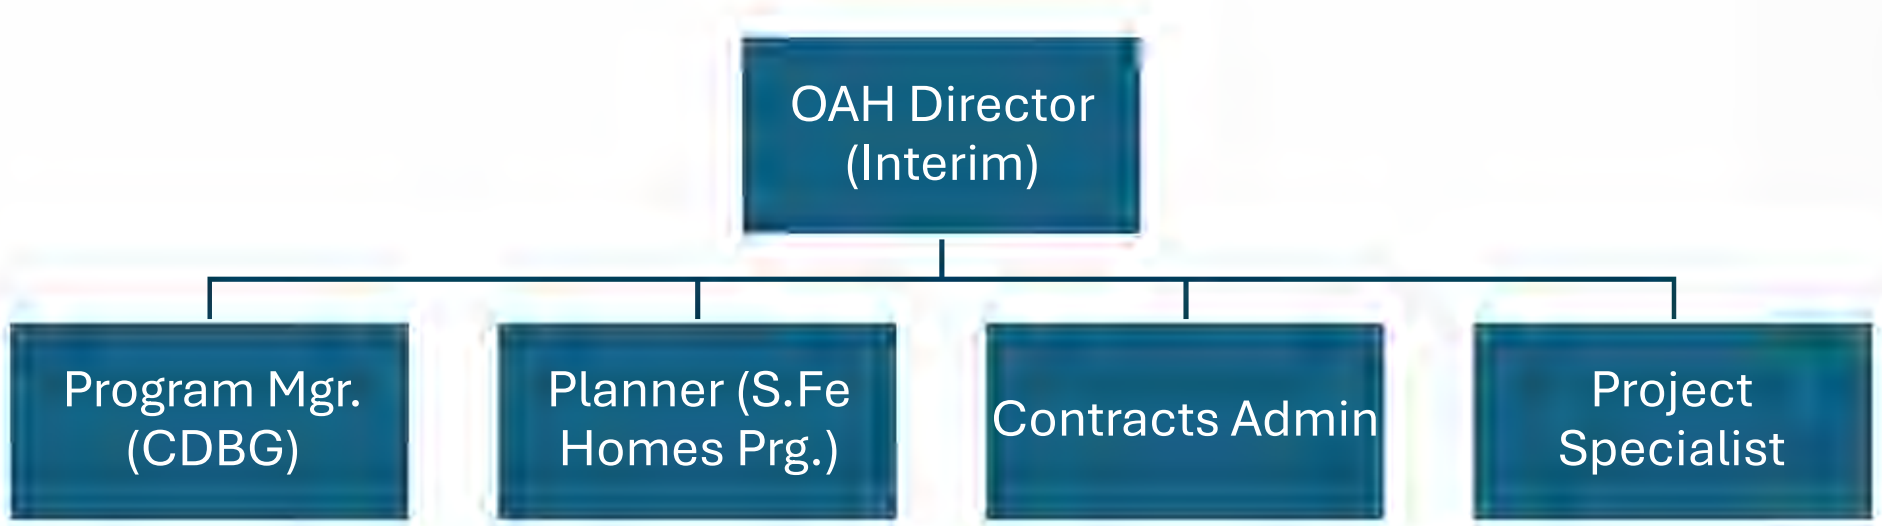 OAH Director
(Interim)
Program Mgr.
(CDBG)
Planner (S.Fe
Homes Prg.)
Contracts Admin
Project
Specialist